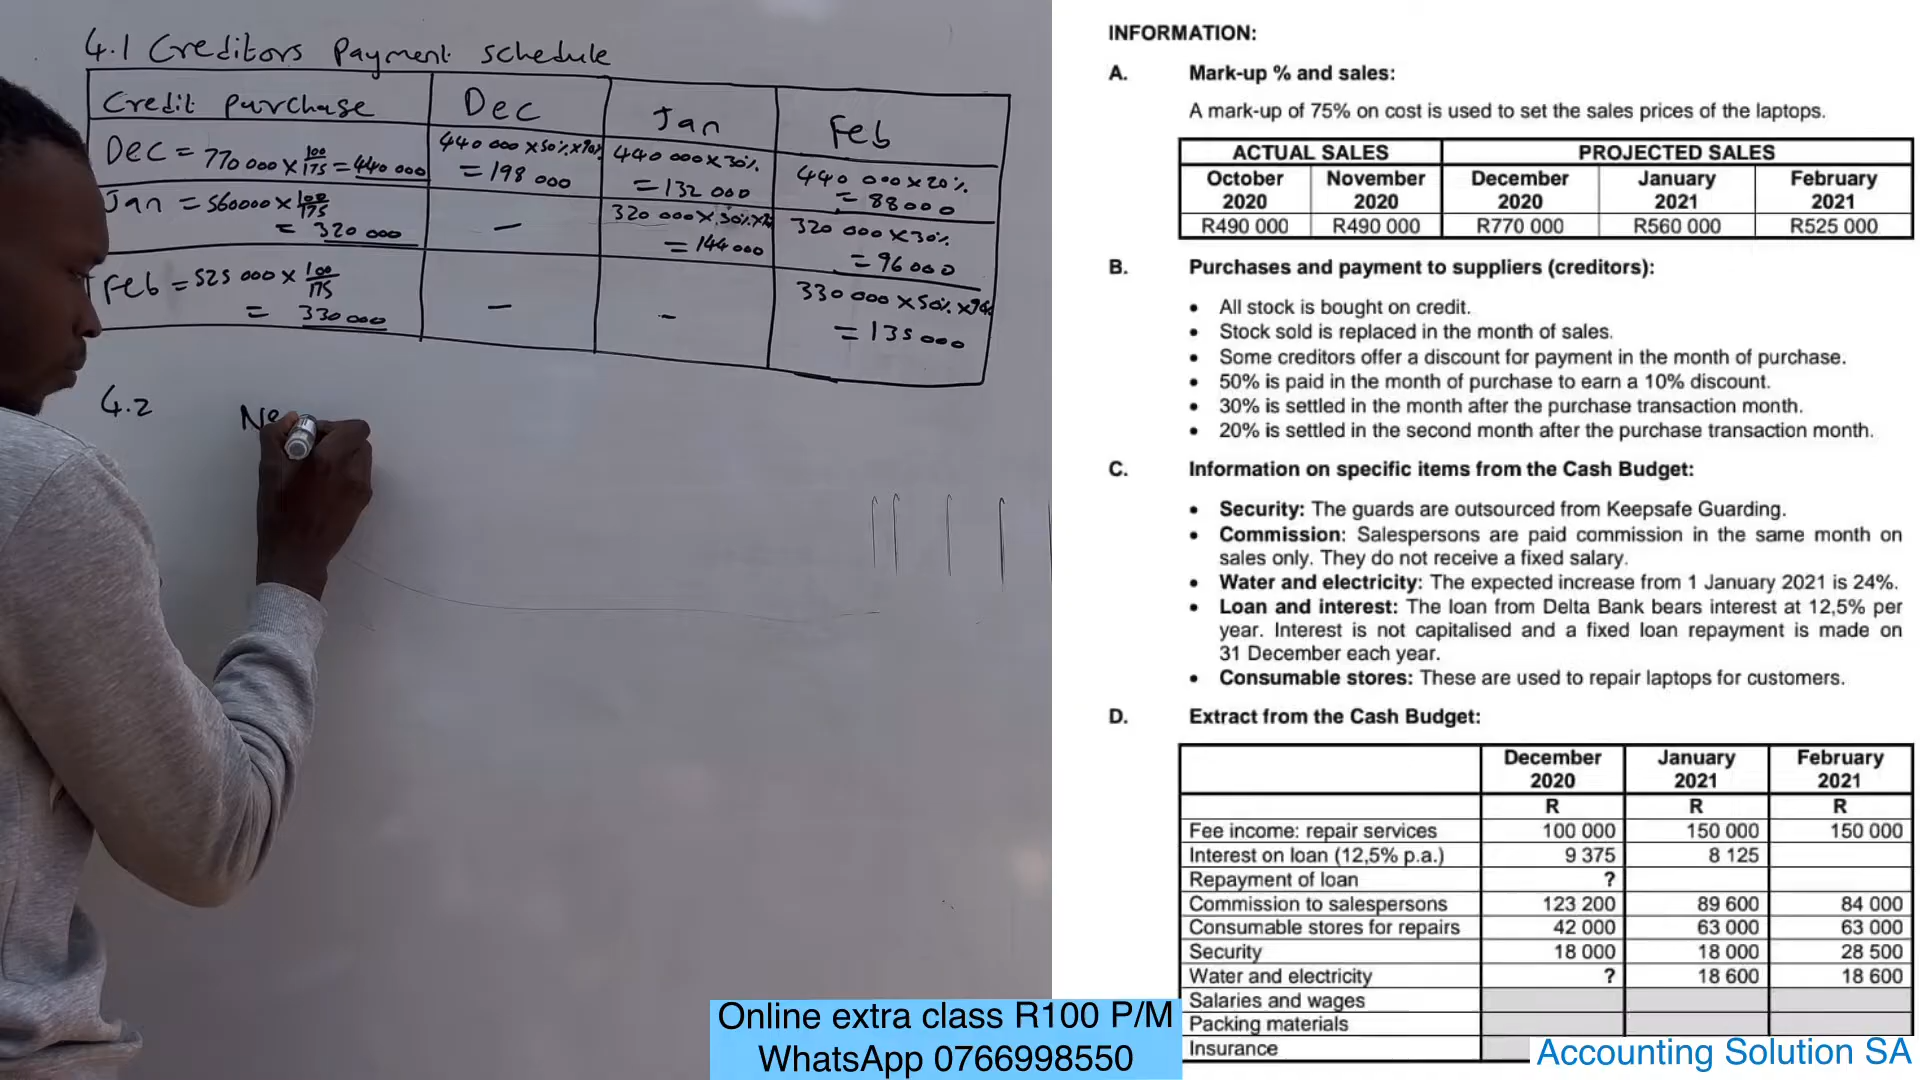 4.1 Creditors Payment schedule
Credit Purchase Dec Jan Feb
Dec = 770 000 x 100/175 = 440 000
440 000 x 50% x 90%
= 198 000
440 000 x 30%
= 132 000
440 000 x 20%
= 88000
Jan = 560000 x 100/175
= 320 000
-
= 144 000
320 000 x 30%
= 96000
Feb = 525 000 x 100/175
= 330 000
-
-
= 135000
4.2 Ne
INFORMATION:
A. Mark-up % and sales:
A mark-up of 75% on cost is used to set the sales prices of the laptops.
ACTUAL SALES PROJECTED SALES
October 2020 November 2020 December 2020 January 2021 February 2021
R490 000 R490 000 R770 000 R560 000 R525 000
B. Purchases and payment to suppliers (creditors):
• All stock is bought on credit.
• Stock sold is replaced in the month of sales.
• Some creditors offer a discount for payment in the month of purchase.
• 50% is paid in the month of purchase to earn a 10% discount.
• 30% is settled in the month after the purchase transaction month.
• 20% is settled in the second month after the purchase transaction month.
C. Information on specific items from the Cash Budget:
• Security: The guards are outsourced from Keepsafe Guarding.
• Commission: Salespersons are paid commission in the same month on
sales only. They do not receive a fixed salary.
• Water and electricity: The expected increase from 1 January 2021 is 24%.
• Loan and interest: The loan from Delta Bank bears interest at 12,5% per
year. Interest is not capitalised and a fixed loan repayment is made on
31 December each year.
• Consumable stores: These are used to repair laptops for customers.
D. Extract from the Cash Budget:
December 2020 January 2021 February 2021
R R R
Fee income: repair services 100 000 150 000 150 000
Interest on loan (12,5% p.a.) 9 375 8 125
Repayment of loan ?
Commission to salespersons 123 200 89 600 84 000
Consumable stores for repairs 42 000 63 000 63 000
Security 18 000 18 000 28 500
Water and electricity ? 18 600 18 600
Salaries and wages
Packing materials
Insurance
Online extra class R100 P/M
WhatsApp 0766998550
Accounting Solution SA